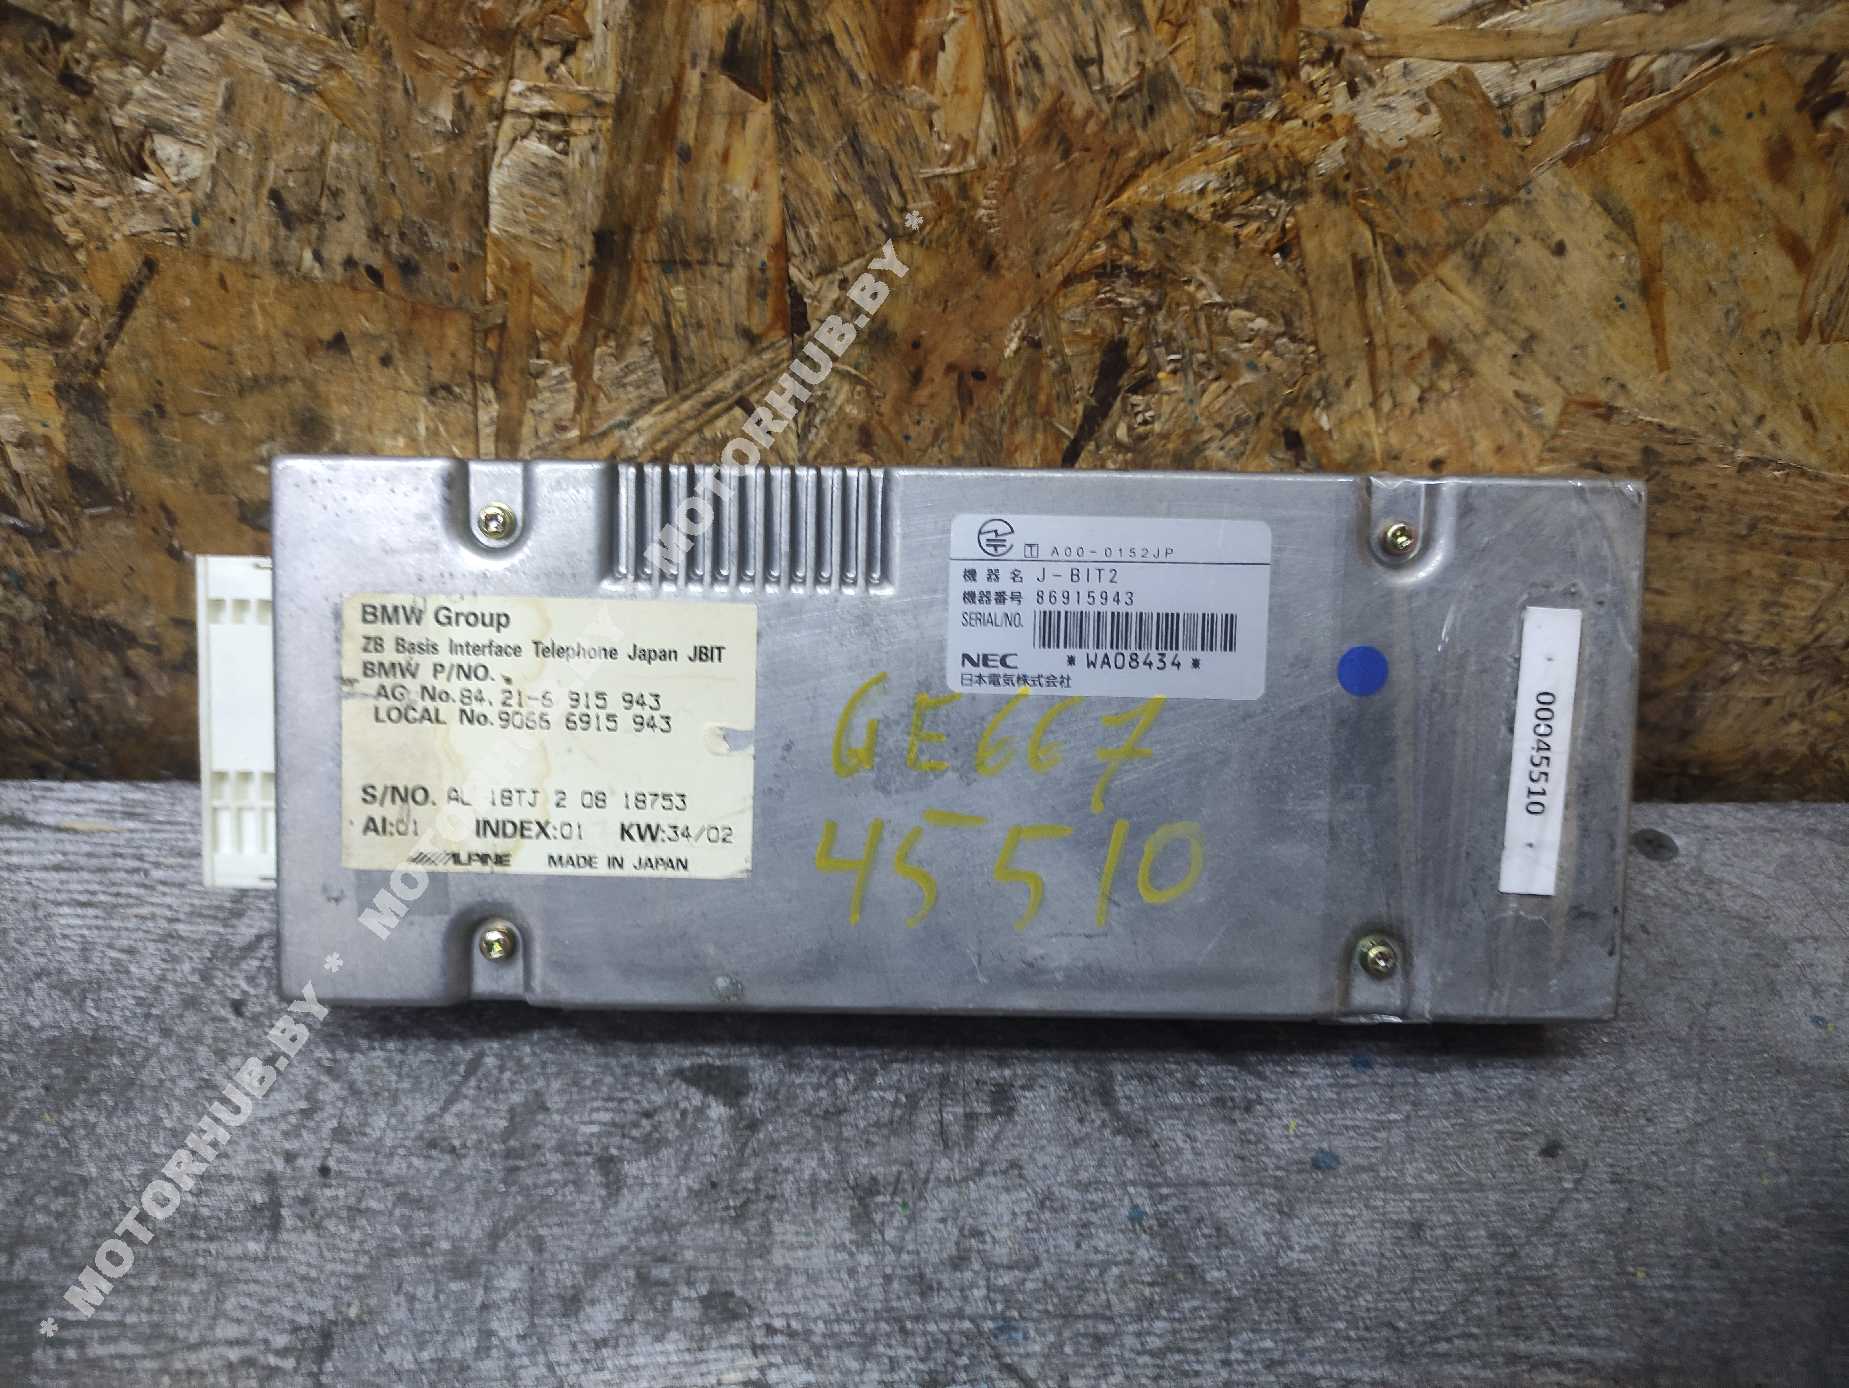 BMW Group
ZB Basis Interface Telephone Japan JBIT
BMW P/NO.
AG No.84. 21-6 915 943
LOCAL No.9066 6915 943
S/NO. AL 18TJ 2 08 18753
AI:01 INDEX:01 KW:34/02
ALPINE MADE IN JAPAN
T A00-0152JP
機器名 J-BIT2
機器番号 86915943
SERIAL/NO.
NEC *WA08434*
日本電気株式会社
GE667
45510
00045510
* MOTORHUB.BY * MOTORHUB.BY * MOTORHUB.BY *